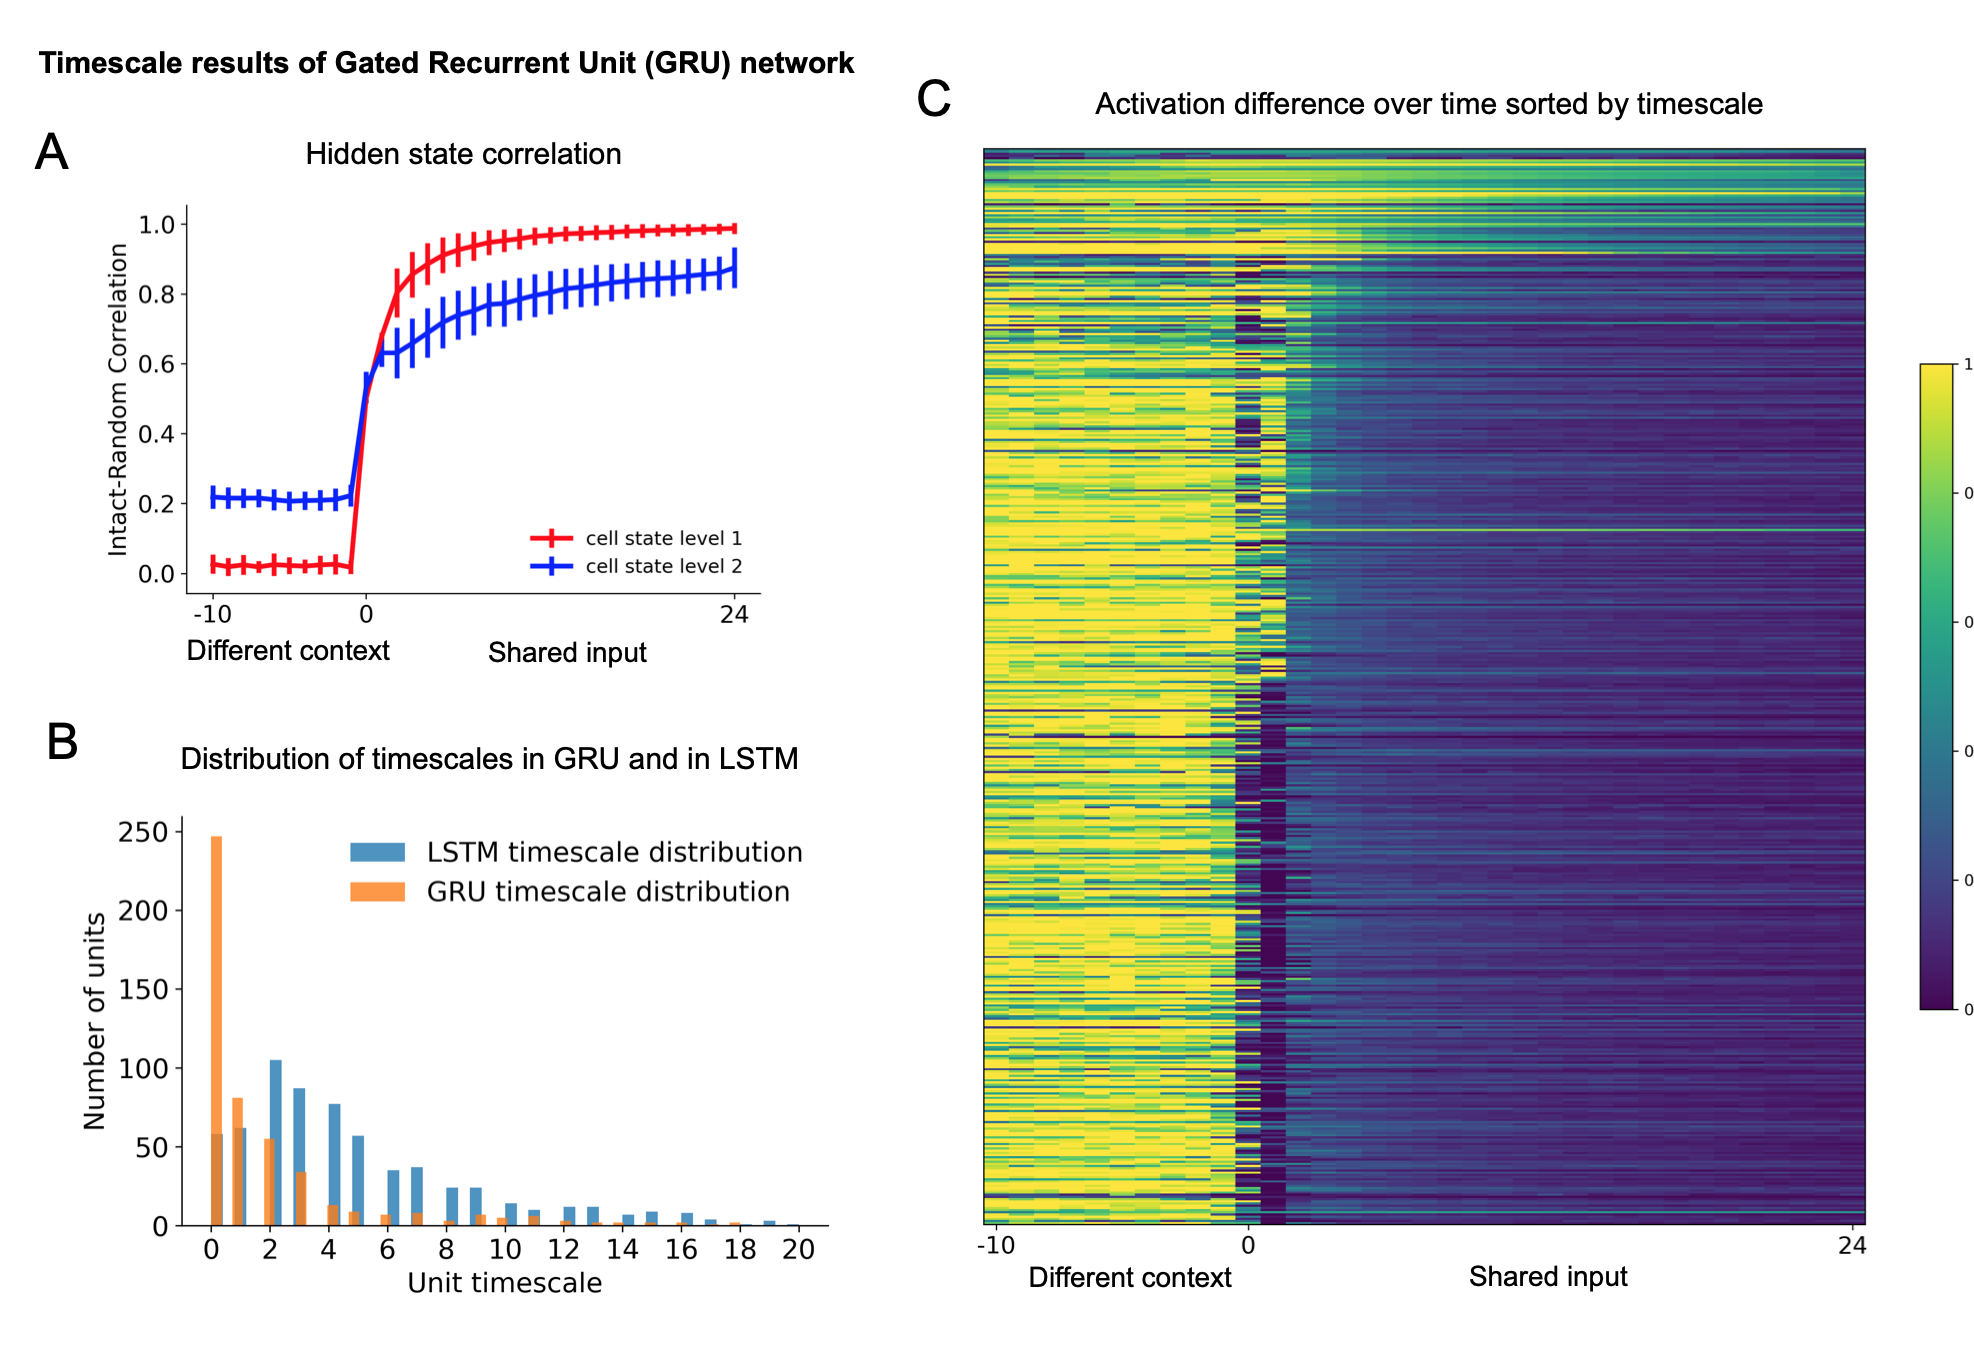 Timescale results of Gated Recurrent Unit (GRU) network
A
Hidden state correlation
Intact-Random Correlation
1.0
0.8
0.6
0.4
0.2
0.0
cell state level 1
cell state level 2
-10 0 24
Different context Shared input
B
Distribution of timescales in GRU and in LSTM
Number of units
250
200
150
100
50
0
LSTM timescale distribution
GRU timescale distribution
0 2 4 6 8 10 12 14 16 18 20
Unit timescale
C
Activation difference over time sorted by timescale
-10 0 24
Different context Shared input
1
0
0
0
0
0